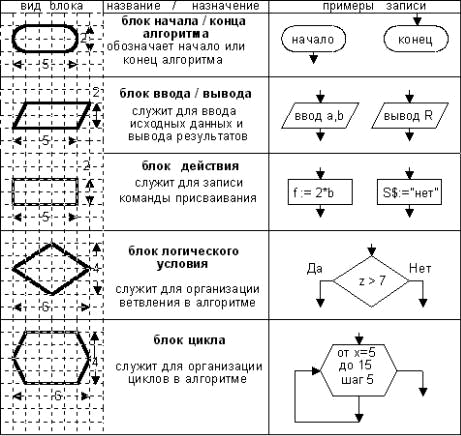 вид блока название / назначение примеры записи
блок начала / конца
алгоритма
обозначает начало или
конец алгоритма
2
5
начало
конец
блок ввода / вывода
служит для ввода
исходных данных и
вывода результатов
2
5
ввод a,b
вывод R
блок действия
служит для записи
команды присваивания
2
5
f := 2*b
S$:="нет"
блок логического
условия
служит для организации
ветвления в алгоритме
4
6
Да
Нет
z > 7
блок цикла
служит для организации
циклов в алгоритме
4
6
от x=5
до 15
шаг 5